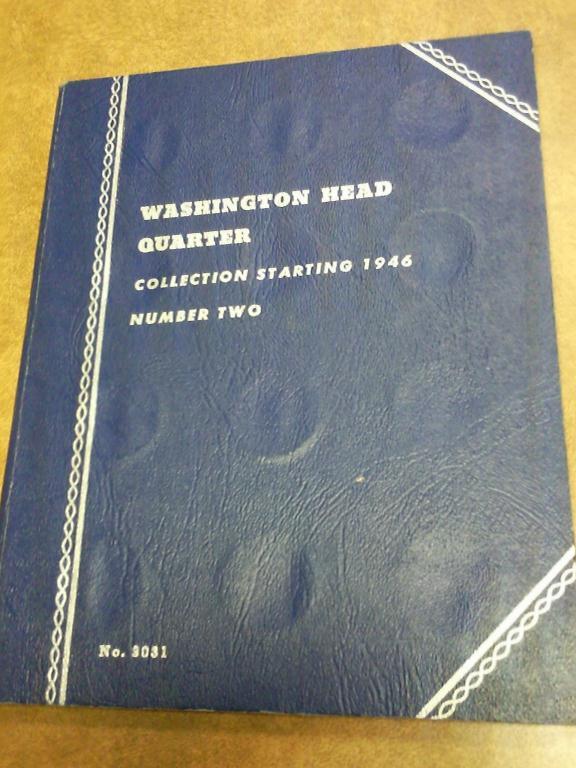 WASHINGTON HEAD
QUARTER
COLLECTION STARTING 1946
NUMBER TWO
No. 9031